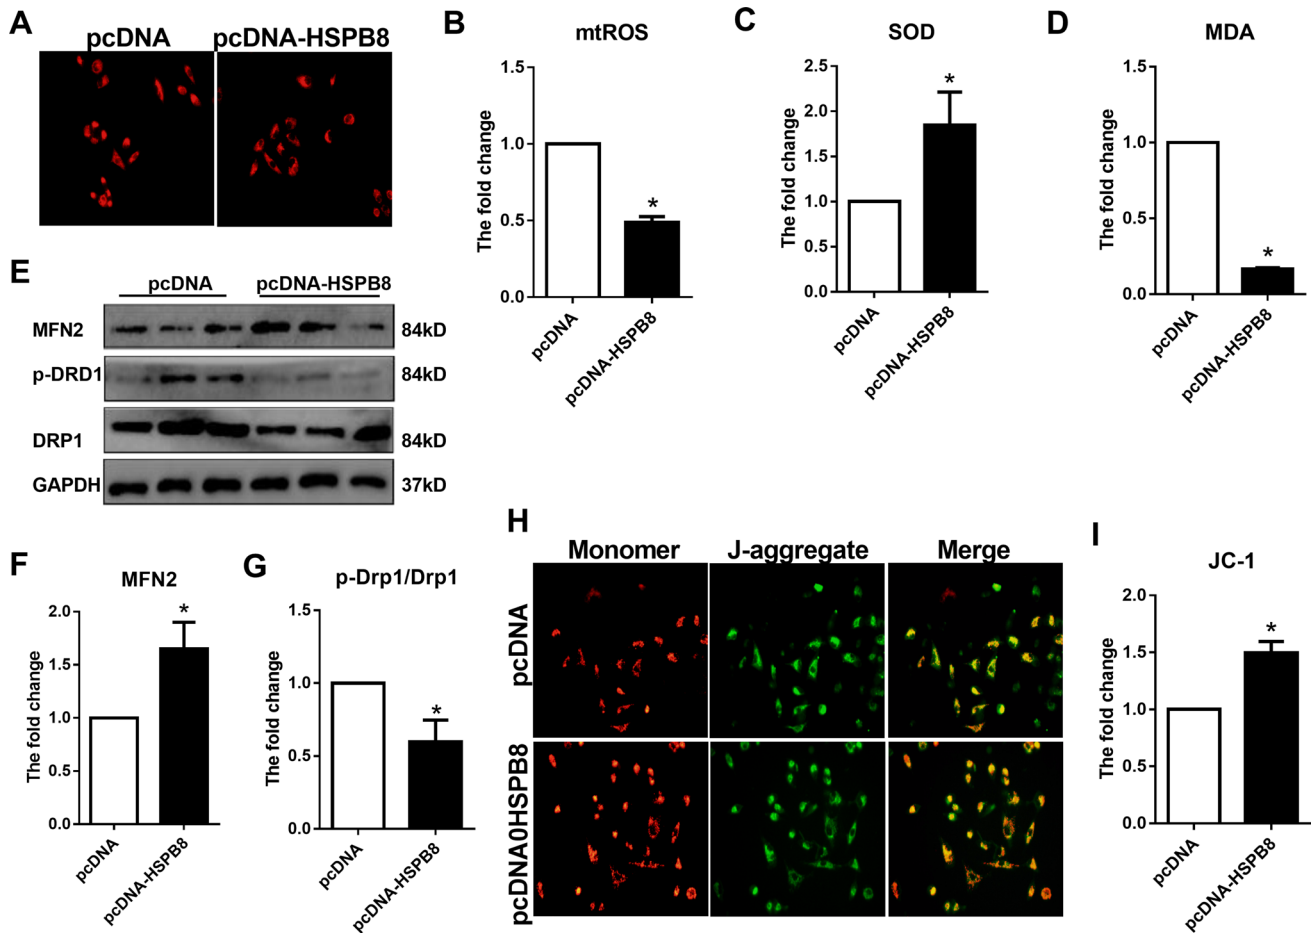 A
pcDNA
pcDNA-HSPB8
B
mtROS
The fold change
1.5
1.0
0.5
0.0
*
pcDNA
pcDNA-HSPB8
C
SOD
The fold change
2.5
2.0
1.5
1.0
2.5
0.0
*
pcDNA
pcDNA-HSPB8
D
MDA
The fold change
1.5
1.0
0.5
0.0
*
pcDNA
pcDNA-HSPB8
E
pcDNA
pcDNA-HSPB8
MFN2
84kD
p-DRD1
84kD
DRP1
84kD
GAPDH
37kD
F
MFN2
The fold change
2.0
1.5
1.0
0.5
0.0
*
pcDNA
pcDNA-HSPB8
G
p-Drp1/Drp1
The fold change
1.5
1.0
0.5
0.0
*
pcDNA
pcDNA-HSPB8
H
Monomer
J-aggregate
Merge
pcDNA
pcDNA0HSPB8
I
JC-1
The fold change
2.0
1.5
1.0
0.5
0.0
*
pcDNA
pcDNA-HSPB8